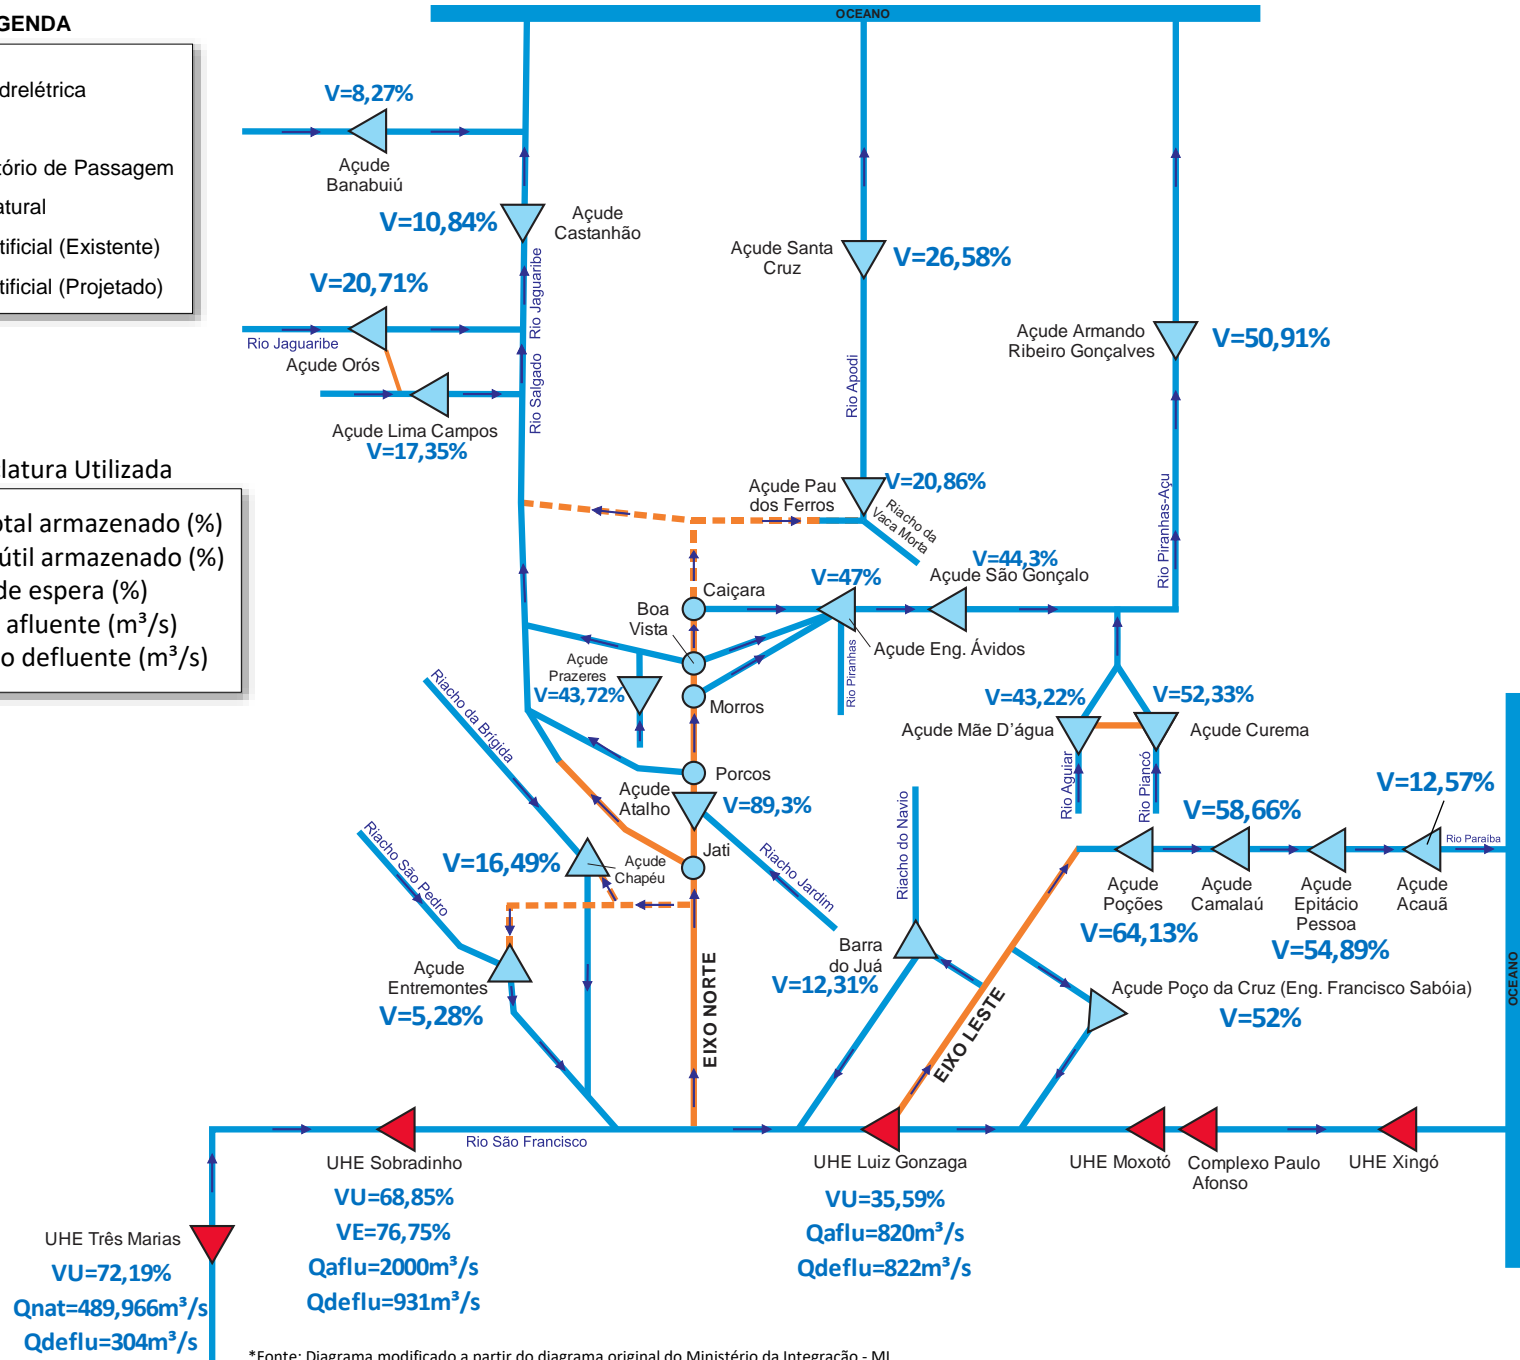 OCEANO
GENDA
drelétrica
tório de Passagem
atural
tificial (Existente)
tificial (Projetado)
V=8,27%
Açude
Banabuiú
V=10,84%
Açude
Castanhão
V=20,71%
Rio Jaguaribe
Rio Jaguaribe
Açude Orós
Rio Salgado
Açude Lima Campos
V=17,35%
Açude Santa
Cruz
V=26,58%
Rio Apodi
Açude Armando
Ribeiro Gonçalves
V=50,91%
Rio Piranhas-Açu
latura Utilizada
otal armazenado (%)
útil armazenado (%)
de espera (%)
afluente (m³/s)
o defluente (m³/s)
Açude Pau
dos Ferros
V=20,86%
Riacho da
Vaca Morta
V=44,3%
Açude São Gonçalo
V=47%
Caiçara
Boa
Vista
Açude Eng. Ávidos
Rio Piranhas
Açude
Prazeres
V=43,72%
Morros
Riacho da Brígida
V=43,22%
V=52,33%
Açude Mãe D'água
Açude Curema
Rio Aguiar
Rio Piancó
Porcos
Açude
Atalho
V=89,3%
Jati
Riacho Jardim
Riacho do Navio
V=12,57%
V=58,66%
Rio Paraíba
Riacho São Pedro
V=16,49%
Açude
Chapéu
Açude
Poções
V=64,13%
Açude
Camalaú
Açude
Epitácio
Pessoa
V=54,89%
Açude
Acauã
Açude
Entremontes
V=5,28%
EIXO NORTE
Barra
do Juá
V=12,31%
EIXO LESTE
Açude Poço da Cruz (Eng. Francisco Sabóia)
V=52%
OCEANO
Rio São Francisco
UHE Sobradinho
VU=68,85%
VE=76,75%
Qaflu=2000m³/s
Qdeflu=931m³/s
UHE Luiz Gonzaga
VU=35,59%
Qaflu=820m³/s
Qdeflu=822m³/s
UHE Moxotó
Complexo Paulo
Afonso
UHE Xingó
UHE Três Marias
VU=72,19%
Qnat=489,966m³/s
Qdeflu=304m³/s
*Fonte: Diagrama modificado a partir do diagrama original do Ministério da Integração - MI